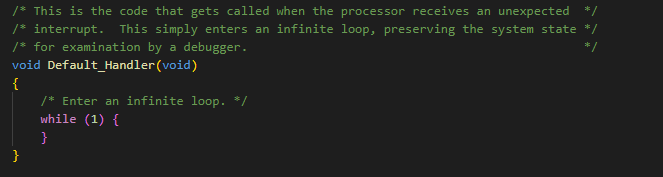 /* This is the code that gets called when the processor receives an unexpected  */
/* interrupt.  This simply enters an infinite loop, preserving the system state */
/* for examination by a debugger.                                               */
void Default_Handler(void)
{
    /* Enter an infinite loop. */
    while (1) {
    }
}